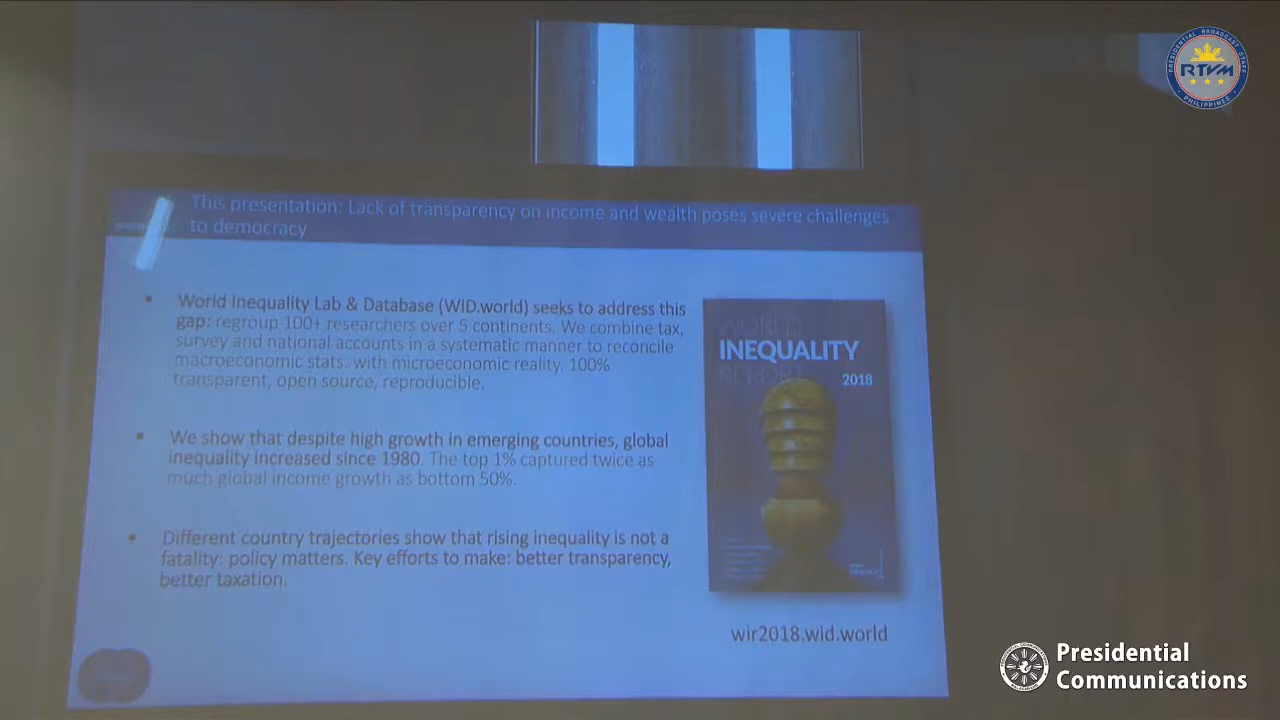 PRESIDENTIAL BROADCAST STAFF
RTVM
PHILIPPINES
This presentation: Lack of transparency on income and wealth poses severe challenges
to democracy
World Inequality Lab & Database (WID.world) seeks to address this
gap: regroup 100+ researchers over 5 continents. We combine tax,
survey and national accounts in a systematic manner to reconcile
macroeconomic stats. with microeconomic reality. 100%
transparent, open source, reproducible.
We show that despite high growth in emerging countries, global
inequality increased since 1980. The top 1% captured twice as
much global income growth as bottom 50%.
Different country trajectories show that rising inequality is not a
fatality: policy matters. Key efforts to make: better transparency,
better taxation.
WORLD
INEQUALITY
REPORT
2018
wir2018.wid.world
Presidential
Communications